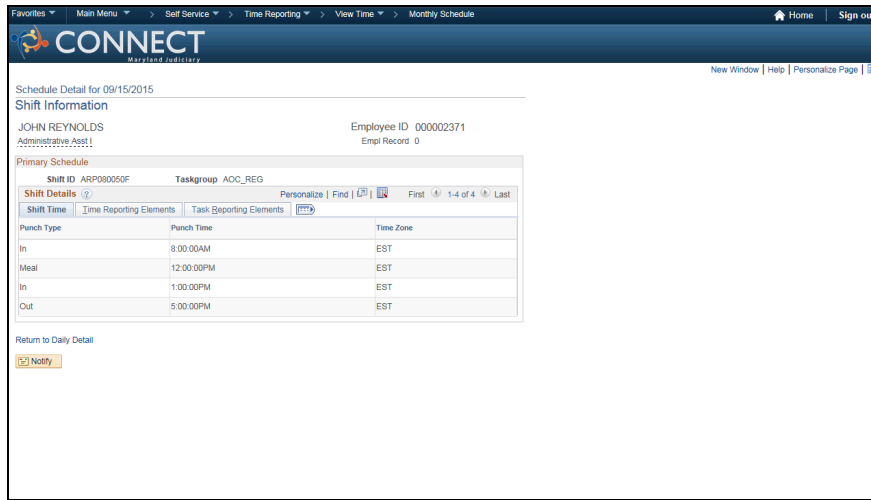 Favorites Main Menu > Self Service > Time Reporting > View Time > Monthly Schedule Home Sign ou
CONNECT
Maryland Judiciary
New Window | Help | Personalize Page |
Schedule Detail for 09/15/2015
Shift Information
JOHN REYNOLDS Employee ID 000002371
Administrative Asst I Empl Record 0
Primary Schedule
Shift ID ARP080050F Taskgroup AOC_REG
Shift Details ? Personalize | Find | | First 1-4 of 4 Last
Shift Time Time Reporting Elements Task Reporting Elements
Punch Type Punch Time Time Zone
In 8:00:00AM EST
Meal 12:00:00PM EST
In 1:00:00PM EST
Out 5:00:00PM EST
Return to Daily Detail
Notify